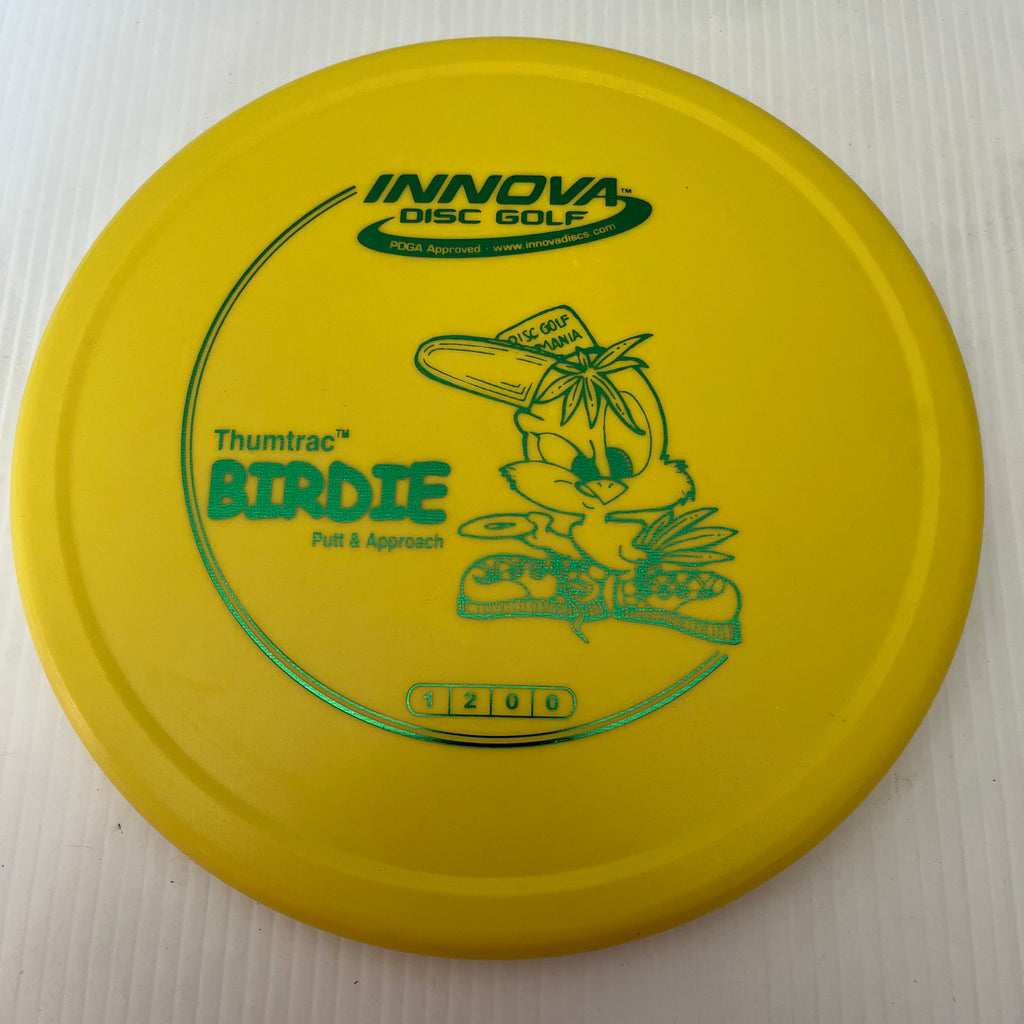 INNOVA™
DISC GOLF
PDGA Approved · www.innovadiscs.com
DISC GOLF
MANIA
Thumtrac™
BIRDIE
Putt & Approach
1 2 0 0